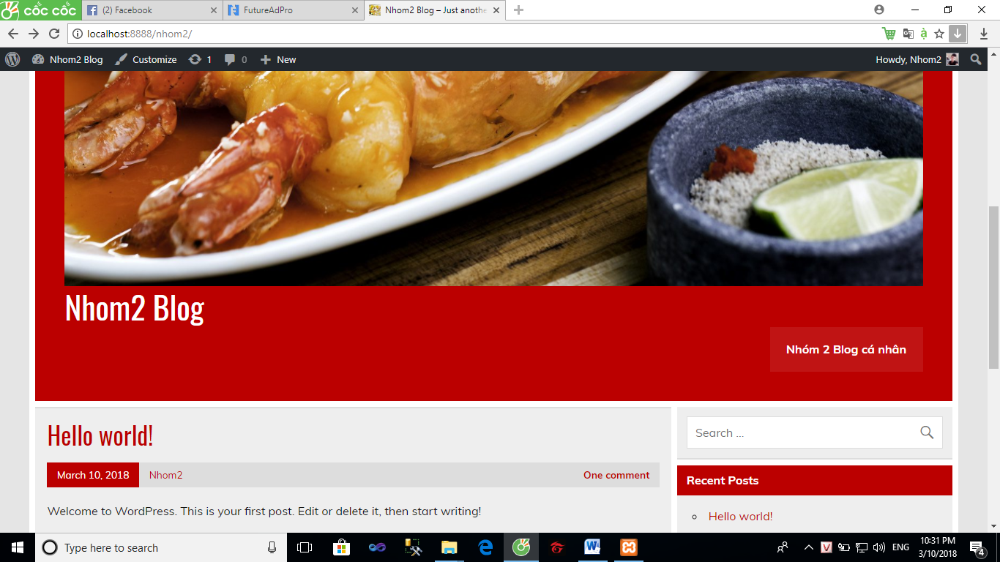 cốc cốc
(2) Facebook
FutureAdPro
Nhom2 Blog – Just anothe
localhost:8888/nhom2/
Nhom2 Blog
Customize
1
0
New
Howdy, Nhom2
Nhom2 Blog
Nhóm 2 Blog cá nhân
Hello world!
March 10, 2018
Nhom2
One comment
Welcome to WordPress. This is your first post. Edit or delete it, then start writing!
Search ...
Recent Posts
Hello world!
Type here to search
ENG
10:31 PM
3/10/2018
4